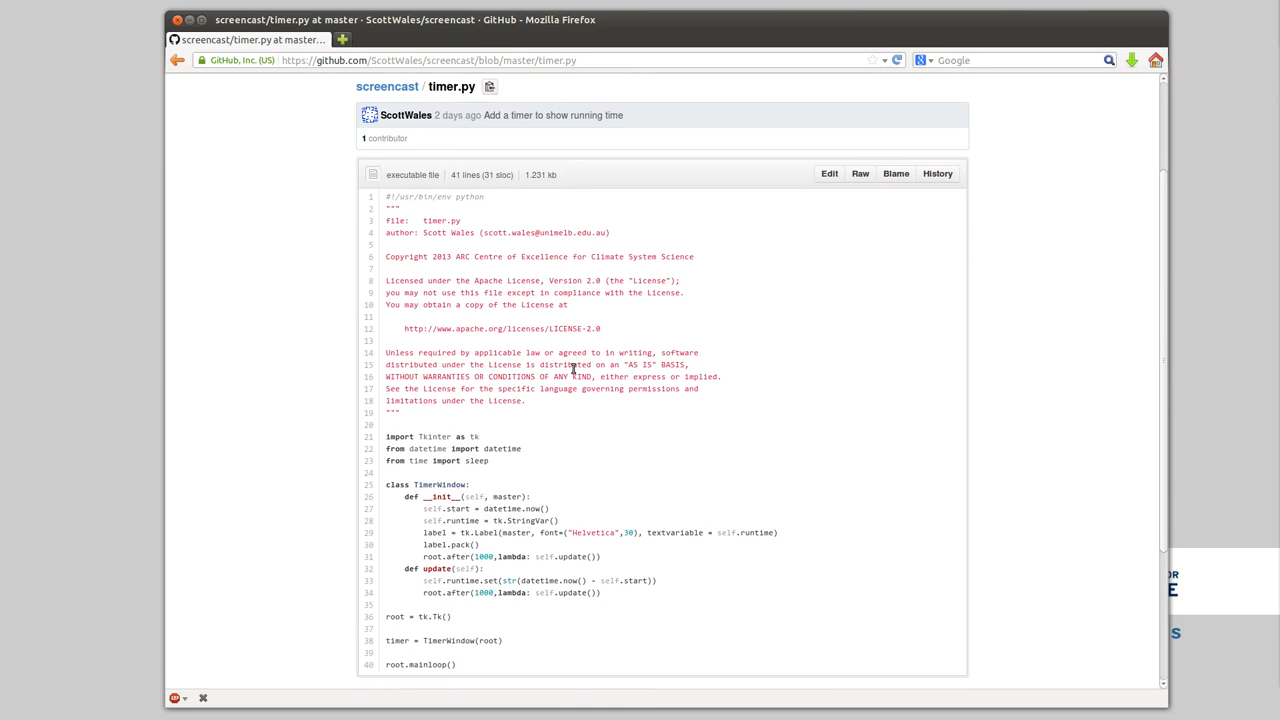 screencast/timer.py at master · ScottWales/screencast · GitHub - Mozilla Firefox
screencast/timer.py at master...
GitHub, Inc. (US) https://github.com/ScottWales/screencast/blob/master/timer.py Google
screencast / timer.py
ScottWales 2 days ago Add a timer to show running time
1 contributor
executable file 41 lines (31 sloc) 1.231 kb Edit Raw Blame History
1 #!/usr/bin/env python
2 """
3 file:   timer.py
4 author: Scott Wales (scott.wales@unimelb.edu.au)
5
6 Copyright 2013 ARC Centre of Excellence for Climate System Science
7
8 Licensed under the Apache License, Version 2.0 (the "License");
9 you may not use this file except in compliance with the License.
10 You may obtain a copy of the License at
11
12     http://www.apache.org/licenses/LICENSE-2.0
13
14 Unless required by applicable law or agreed to in writing, software
15 distributed under the License is distributed on an "AS IS" BASIS,
16 WITHOUT WARRANTIES OR CONDITIONS OF ANY KIND, either express or implied.
17 See the License for the specific language governing permissions and
18 limitations under the License.
19 """
20
21 import Tkinter as tk
22 from datetime import datetime
23 from time import sleep
24
25 class TimerWindow:
26     def __init__(self, master):
27         self.start = datetime.now()
28         self.runtime = tk.StringVar()
29         label = tk.Label(master, font=("Helvetica",30), textvariable = self.runtime)
30         label.pack()
31         root.after(1000,lambda: self.update())
32     def update(self):
33         self.runtime.set(str(datetime.now() - self.start))
34         root.after(1000,lambda: self.update())
35
36 root = tk.Tk()
37
38 timer = TimerWindow(root)
39
40 root.mainloop()
OR
E
S